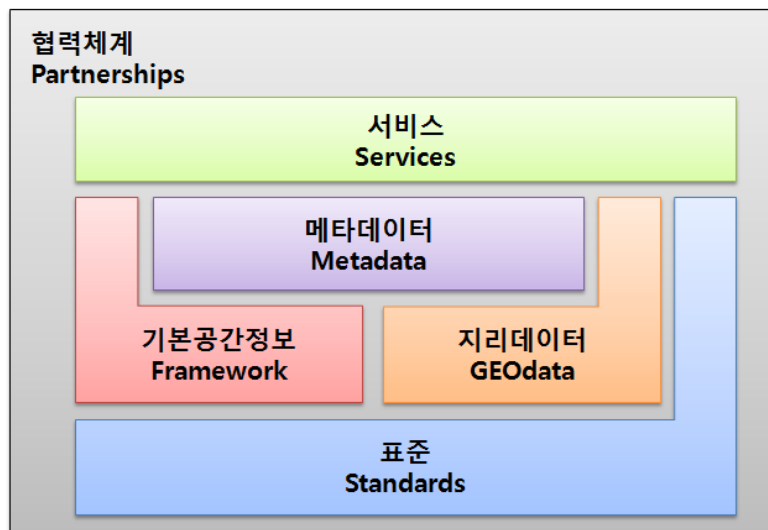 협력체계
Partnerships
서비스
Services
메타데이터
Metadata
기본공간정보
Framework
지리데이터
GEOdata
표준
Standards